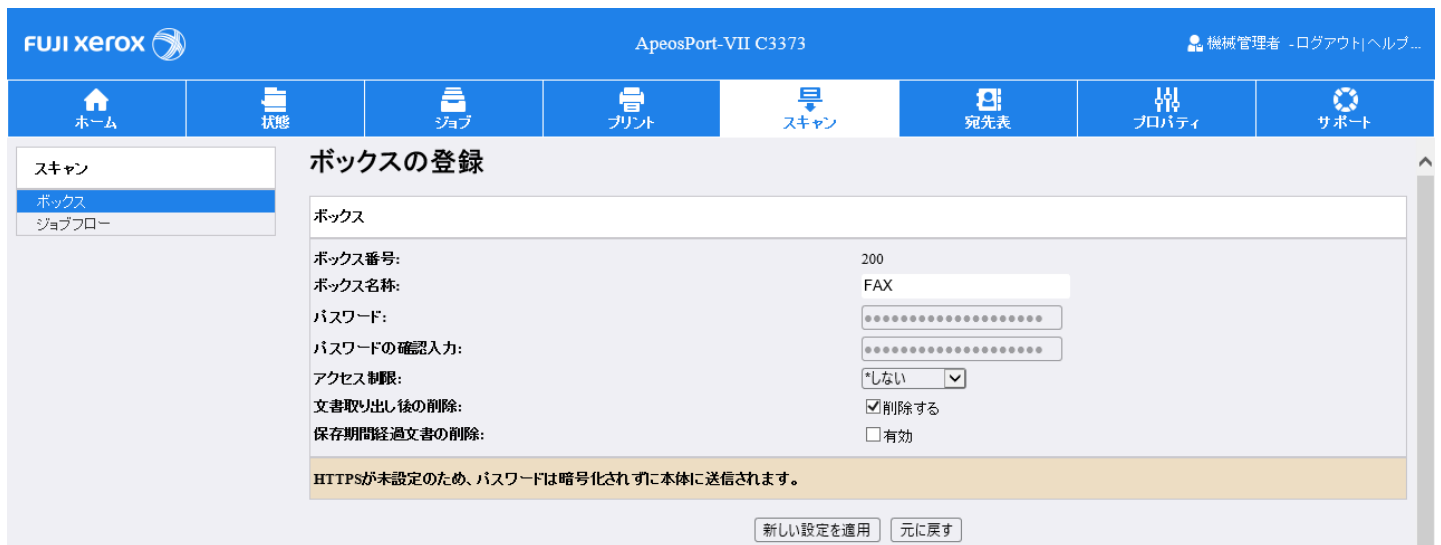 FUJI XEROX
ApeosPort-VII C3373
機械管理者 -ログアウト|ヘルプ...
ホーム
状態
ジョブ
プリント
スキャン
宛先表
プロパティ
サポート
スキャン
ボックス
ジョブフロー
ボックスの登録
ボックス
ボックス番号: 200
ボックス名称: FAX
パスワード: ●●●●●●●●●●●●●●●●●●●●
パスワードの確認入力: ●●●●●●●●●●●●●●●●●●●●
アクセス制限: *しない
文書取り出し後の削除: 削除する
保存期間経過文書の削除: 有効
HTTPSが未設定のため、パスワードは暗号化されずに本体に送信されます。
新しい設定を適用 元に戻す